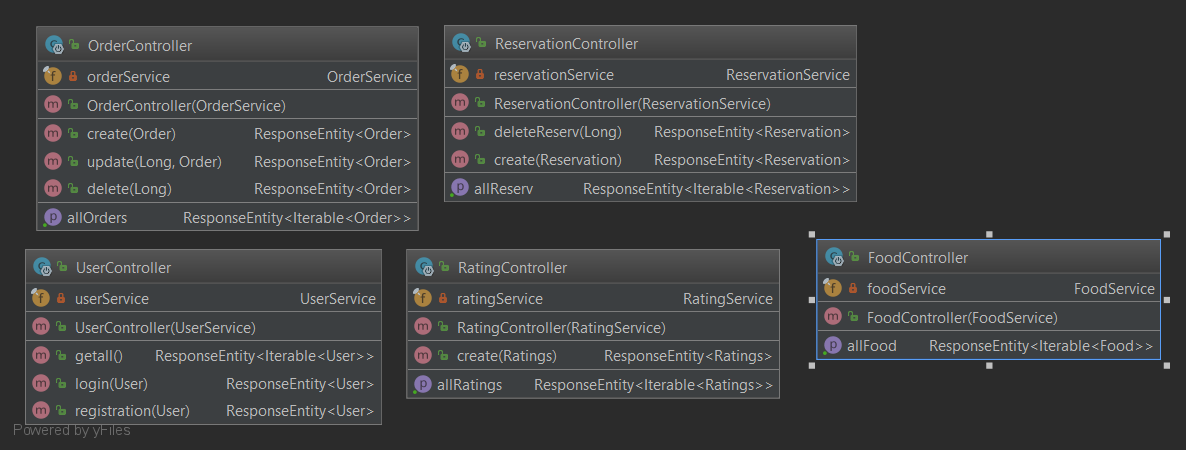 OrderController
orderService OrderService
OrderController(OrderService)
create(Order) ResponseEntity<Order>
update(Long, Order) ResponseEntity<Order>
delete(Long) ResponseEntity<Order>
allOrders ResponseEntity<Iterable<Order>>
ReservationController
reservationService ReservationService
ReservationController(ReservationService)
deleteReserv(Long) ResponseEntity<Reservation>
create(Reservation) ResponseEntity<Reservation>
allReserv ResponseEntity<Iterable<Reservation>>
UserController
userService UserService
UserController(UserService)
getall() ResponseEntity<Iterable<User>>
login(User) ResponseEntity<User>
registration(User) ResponseEntity<User>
RatingController
ratingService RatingService
RatingController(RatingService)
create(Ratings) ResponseEntity<Ratings>
allRatings ResponseEntity<Iterable<Ratings>>
FoodController
foodService FoodService
FoodController(FoodService)
allFood ResponseEntity<Iterable<Food>>
Powered by yFiles